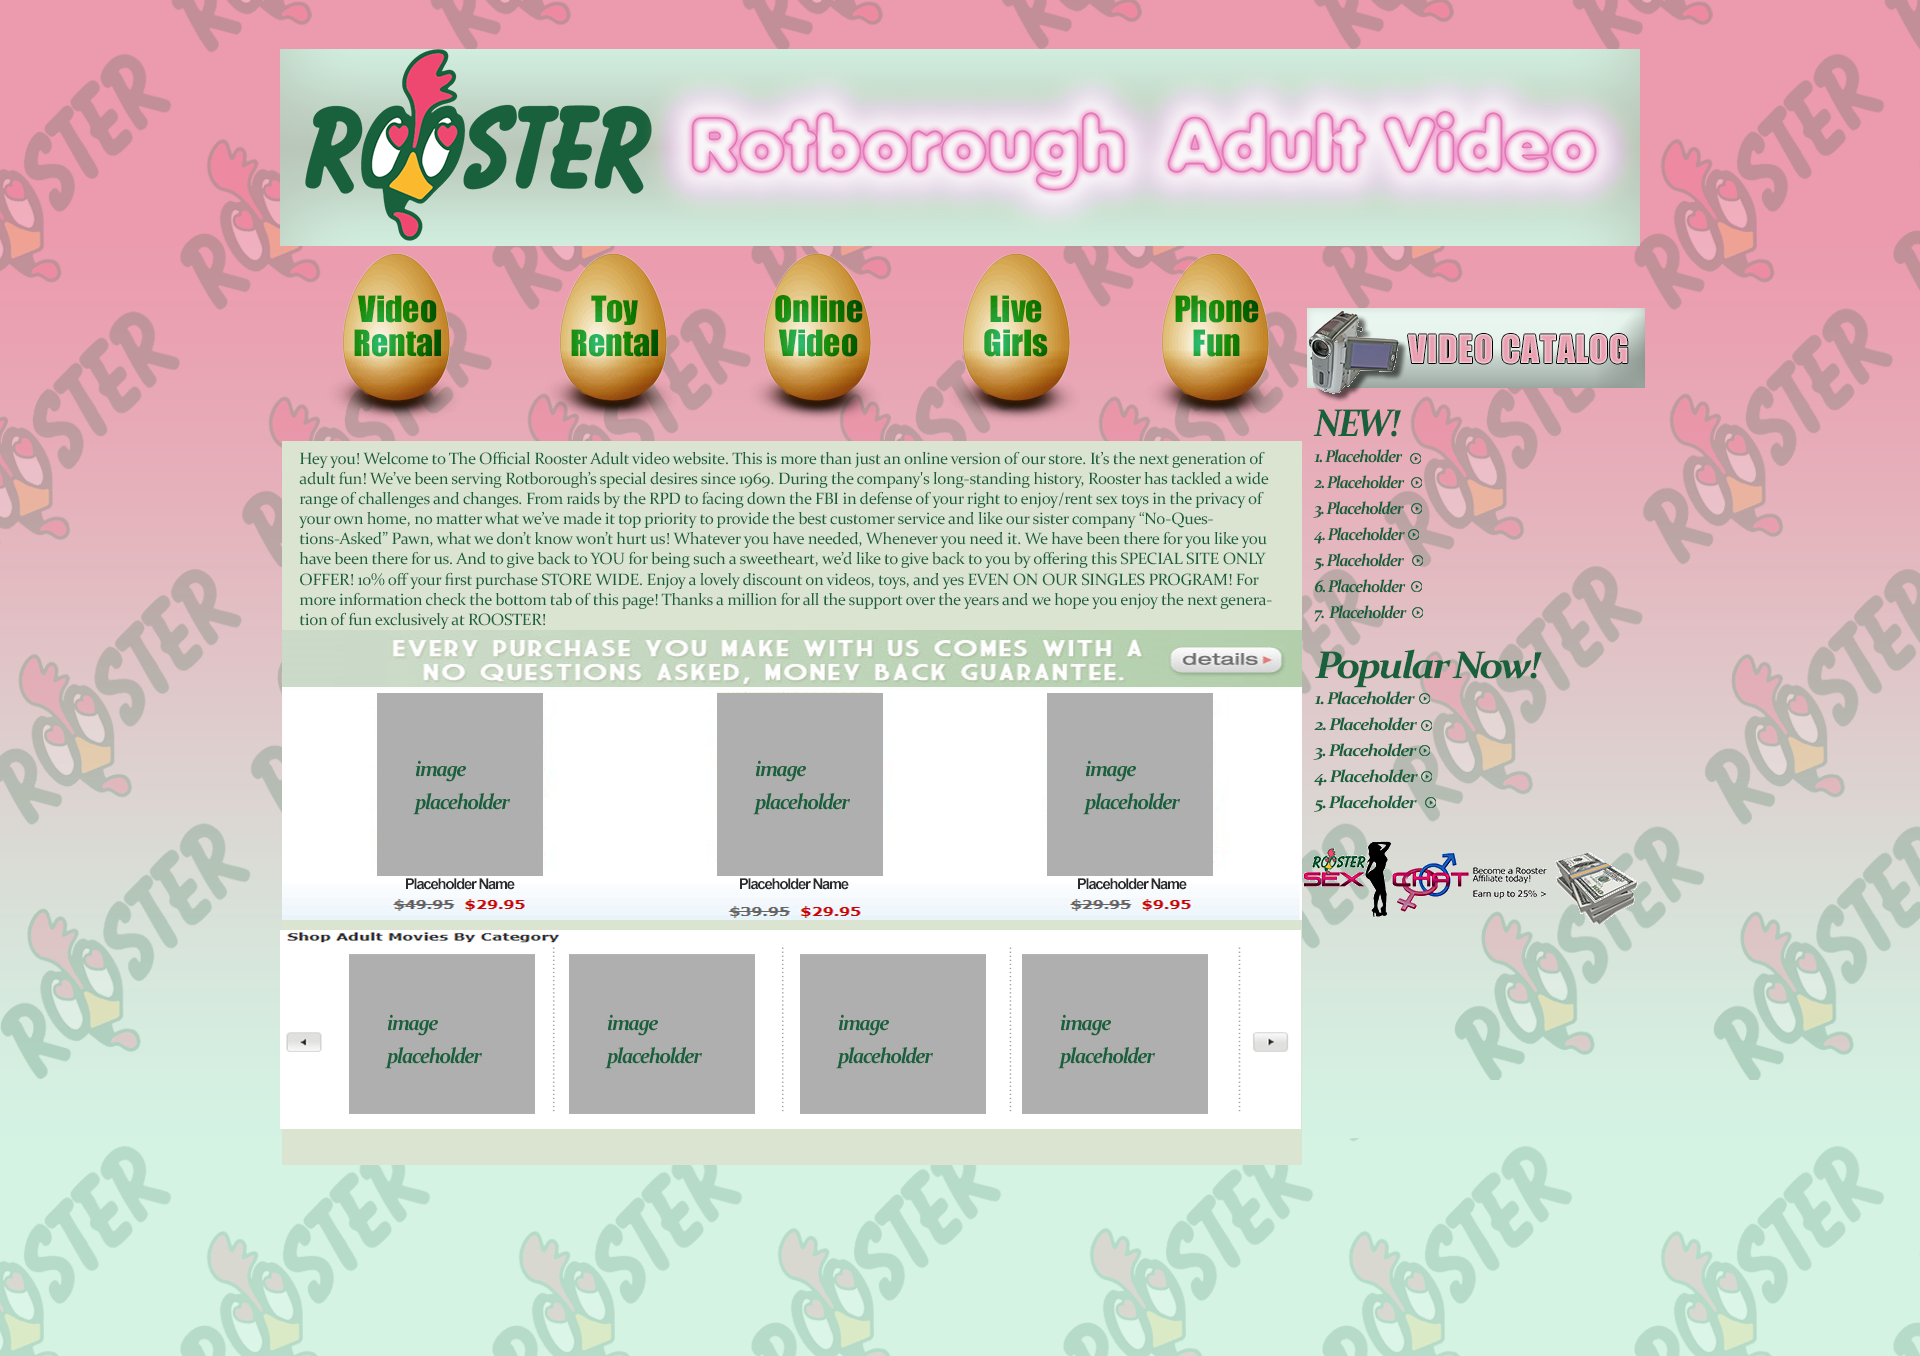 ROOSTER
Rotborough Adult Video
Video
Rental
Toy
Rental
Online
Video
Live
Girls
Phone
Fun
VIDEO CATALOG
Hey you! Welcome to The Official Rooster Adult video website. This is more than just an online version of our store. It's the next generation of
adult fun! We've been serving Rotborough's special desires since 1969. During the company's long-standing history, Rooster has tackled a wide
range of challenges and changes. From raids by the RPD to facing down the FBI in defense of your right to enjoy/rent sex toys in the privacy of
your own home, no matter what we've made it top priority to provide the best customer service and like our sister company “No-Ques-
tions-Asked” Pawn, what we don't know won't hurt us! Whatever you have needed, Whenever you need it. We have been there for you like you
have been there for us. And to give back to YOU for being such a sweetheart, we'd like to give back to you by offering this SPECIAL SITE ONLY
OFFER! 10% off your first purchase STORE WIDE. Enjoy a lovely discount on videos, toys, and yes EVEN ON OUR SINGLES PROGRAM! For
more information check the bottom tab of this page! Thanks a million for all the support over the years and we hope you enjoy the next genera-
tion of fun exclusively at ROOSTER!
EVERY PURCHASE YOU MAKE WITH US COMES WITH A
NO QUESTIONS ASKED, MONEY BACK GUARANTEE.
details
image
placeholder
Placeholder Name
$49.95 $29.95
image
placeholder
Placeholder Name
$39.95 $29.95
image
placeholder
Placeholder Name
$29.95 $9.95
Shop Adult Movies By Category
image
placeholder
image
placeholder
image
placeholder
image
placeholder
NEW!
1. Placeholder
2. Placeholder
3. Placeholder
4. Placeholder
5. Placeholder
6. Placeholder
7. Placeholder
Popular Now!
1. Placeholder
2. Placeholder
3. Placeholder
4. Placeholder
5. Placeholder
ROOSTER
SEX CHAT
Become a Rooster
Affiliate today!
Earn up to 25% >